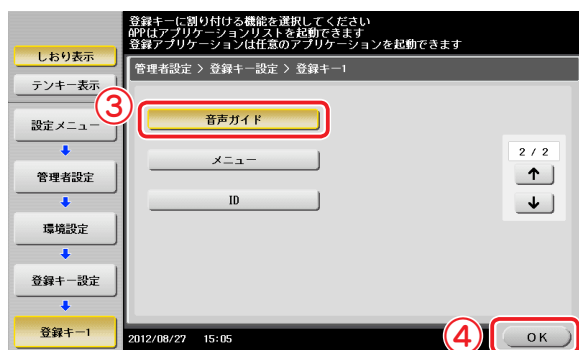 登録キーに割り付ける機能を選択してください
APPはアプリケーションリストを起動できます
登録アプリケーションは任意のアプリケーションを起動できます
しおり表示
テンキー表示
管理者設定 > 登録キー設定 > 登録キー1
③
音声ガイド
設定メニュー
メニュー
2 / 2
↑
管理者設定
ID
↓
環境設定
登録キー設定
登録キー1
2012/08/27 15:05
④
OK